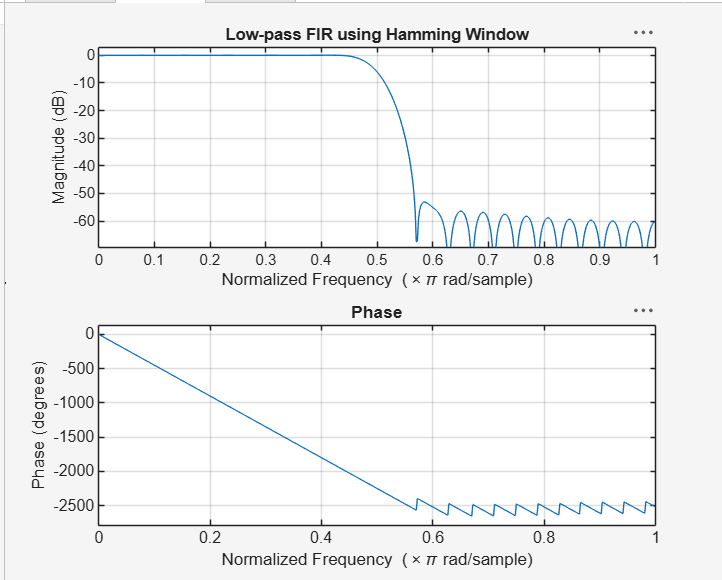 Low-pass FIR using Hamming Window
Magnitude (dB)
0
-10
-20
-30
-40
-50
-60
0 0.1 0.2 0.3 0.4 0.5 0.6 0.7 0.8 0.9 1
Normalized Frequency (× π rad/sample)
Phase
Phase (degrees)
0
-500
-1000
-1500
-2000
-2500
0 0.2 0.4 0.6 0.8 1
Normalized Frequency (× π rad/sample)